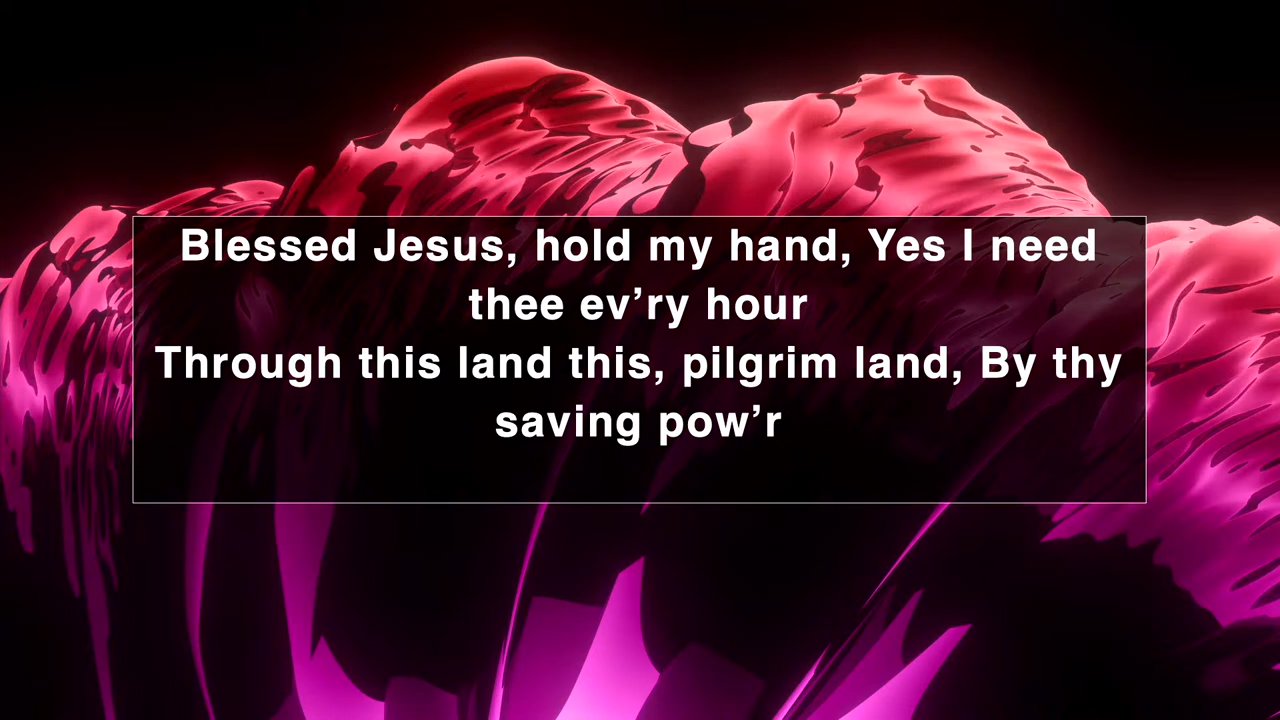 Blessed Jesus, hold my hand, Yes I need
thee ev’ry hour
Through this land this, pilgrim land, By thy
saving pow’r